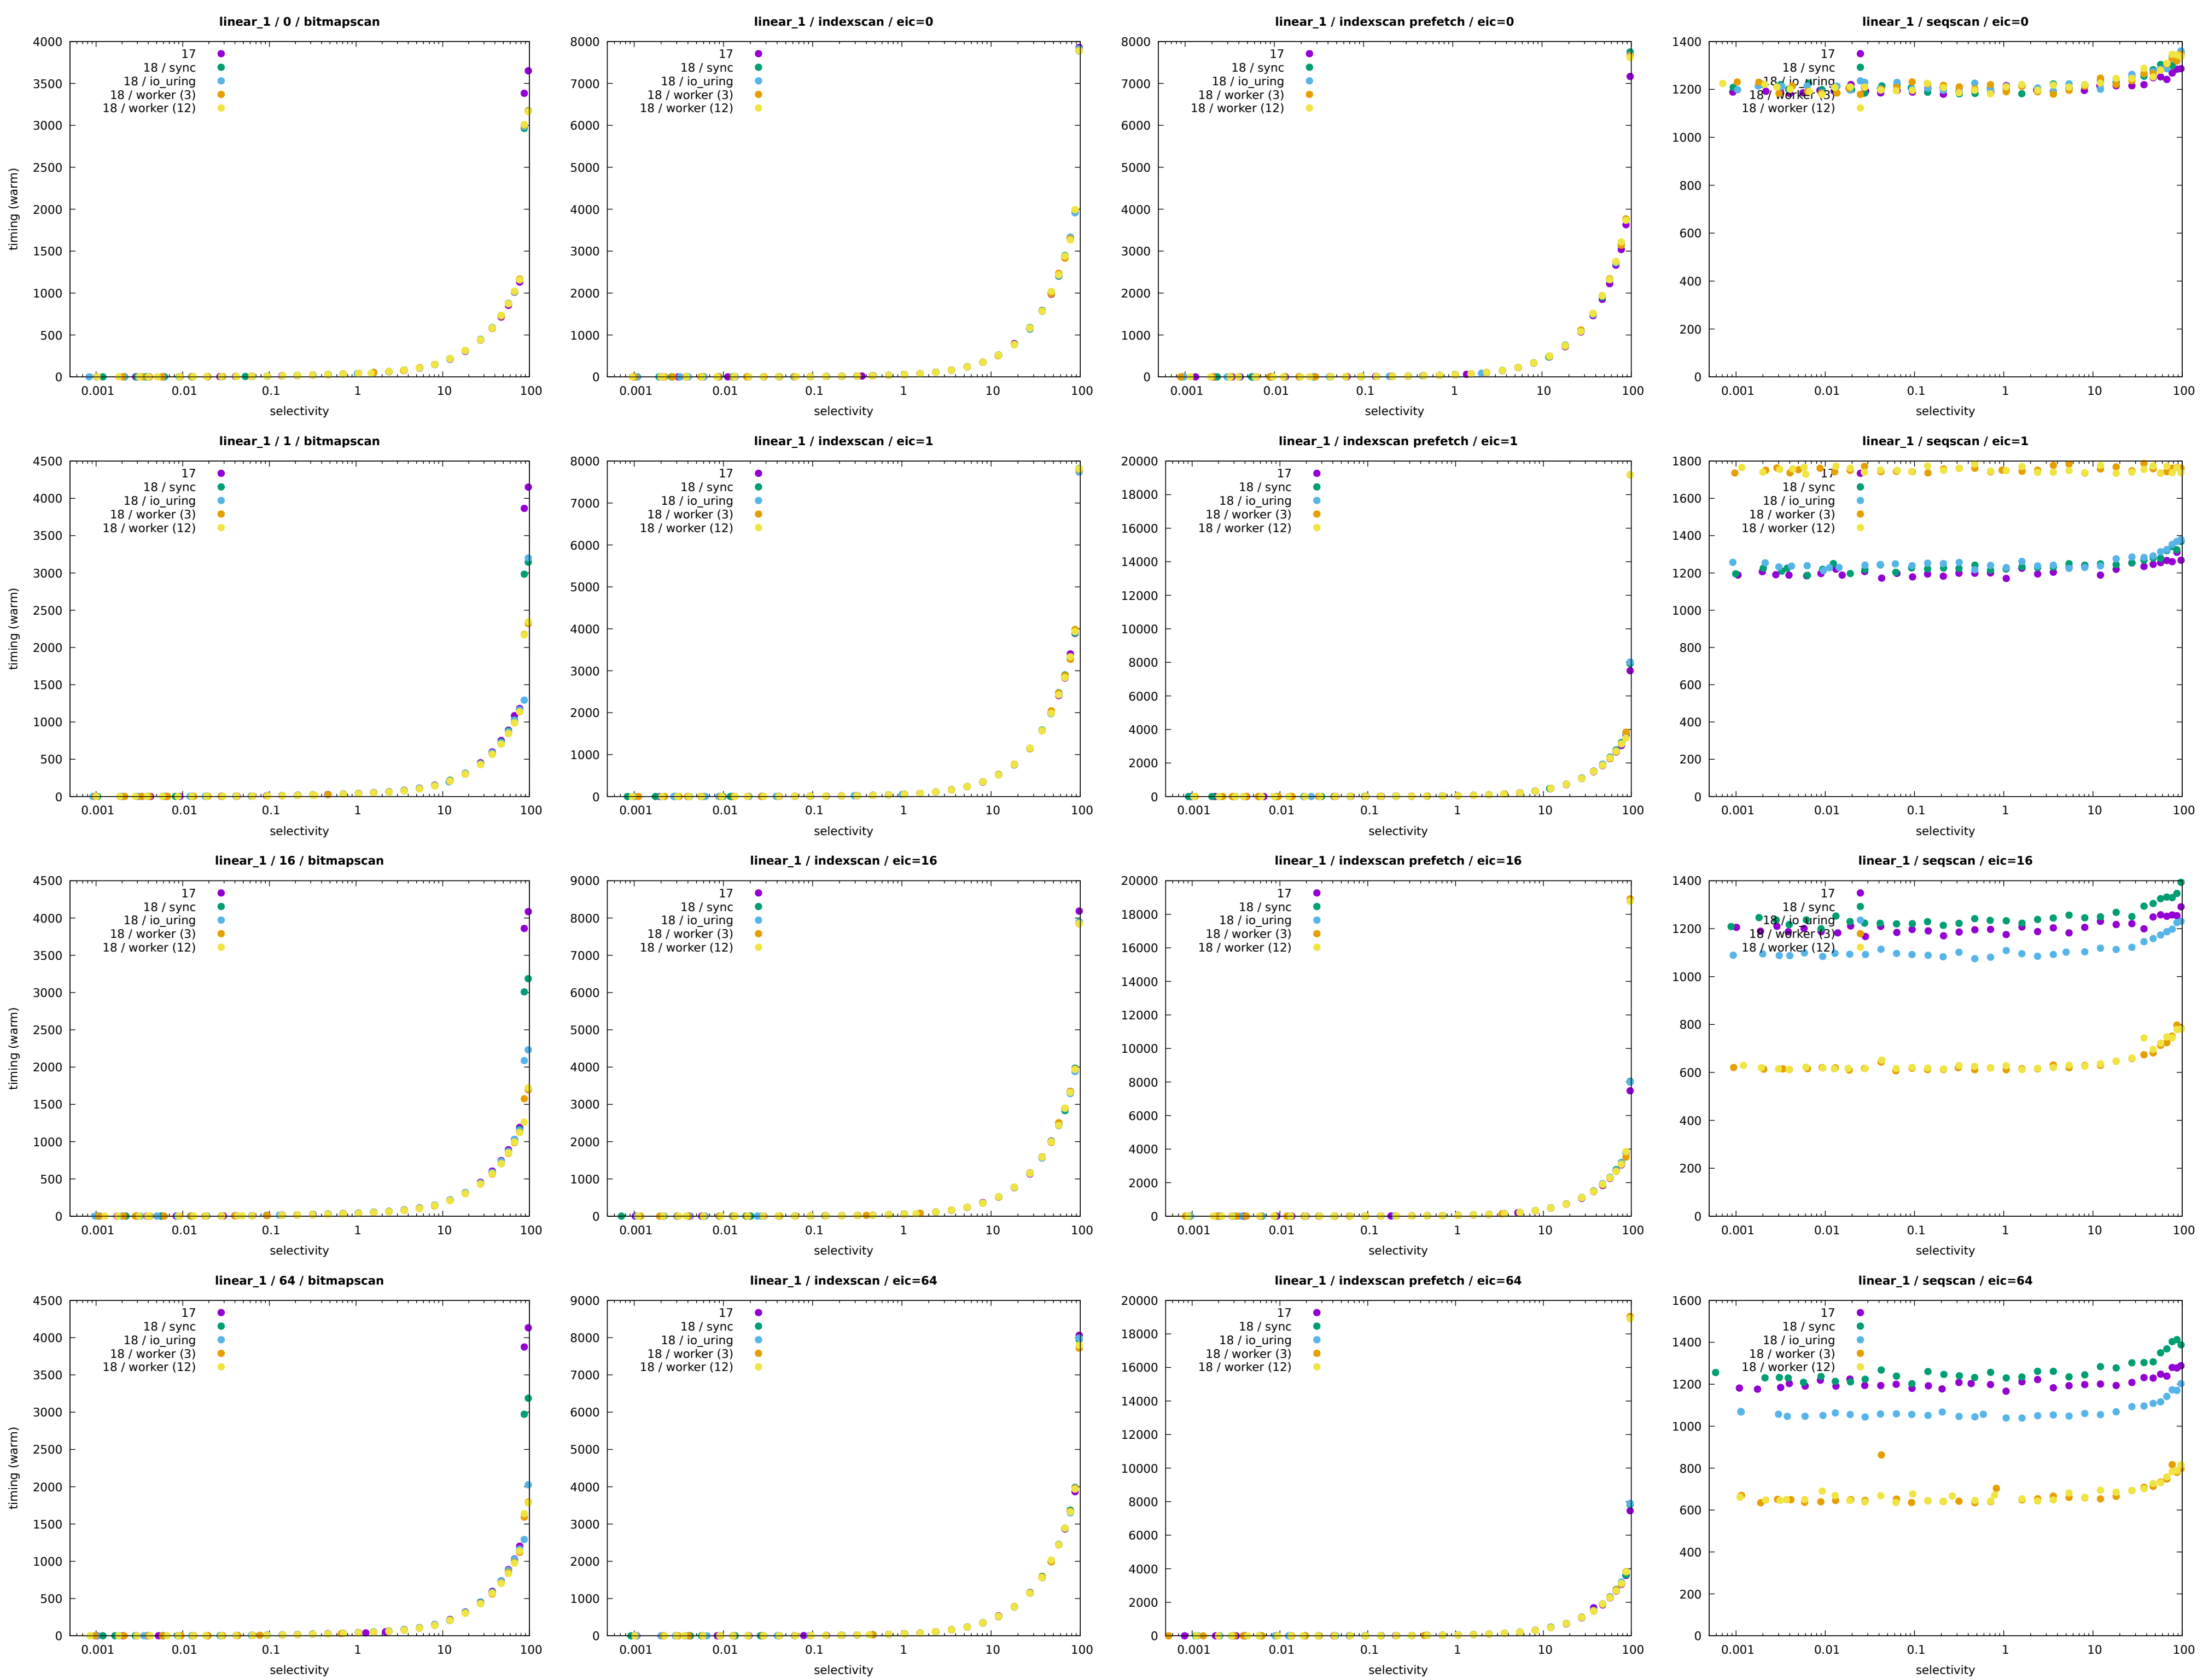 linear_1 / 0 / bitmapscan
timing (warm)
4000
3500
3000
2500
2000
1500
1000
500
0
17
18 / sync
18 / io_uring
18 / worker (3)
18 / worker (12)
0.001 0.01 0.1 1 10 100
selectivity
linear_1 / indexscan / eic=0
8000
7000
6000
5000
4000
3000
2000
1000
0
17
18 / sync
18 / io_uring
18 / worker (3)
18 / worker (12)
0.001 0.01 0.1 1 10 100
selectivity
linear_1 / indexscan prefetch / eic=0
8000
7000
6000
5000
4000
3000
2000
1000
0
17
18 / sync
18 / io_uring
18 / worker (3)
18 / worker (12)
0.001 0.01 0.1 1 10 100
selectivity
linear_1 / seqscan / eic=0
1400
1200
1000
800
600
400
200
0
17
18 / sync
18 / io_uring
18 / worker (3)
18 / worker (12)
0.001 0.01 0.1 1 10 100
selectivity
linear_1 / 1 / bitmapscan
timing (warm)
4500
4000
3500
3000
2500
2000
1500
1000
500
0
17
18 / sync
18 / io_uring
18 / worker (3)
18 / worker (12)
0.001 0.01 0.1 1 10 100
selectivity
linear_1 / indexscan / eic=1
8000
7000
6000
5000
4000
3000
2000
1000
0
17
18 / sync
18 / io_uring
18 / worker (3)
18 / worker (12)
0.001 0.01 0.1 1 10 100
selectivity
linear_1 / indexscan prefetch / eic=1
20000
18000
16000
14000
12000
10000
8000
6000
4000
2000
0
17
18 / sync
18 / io_uring
18 / worker (3)
18 / worker (12)
0.001 0.01 0.1 1 10 100
selectivity
linear_1 / seqscan / eic=1
1800
1600
1400
1200
1000
800
600
400
200
0
17
18 / sync
18 / io_uring
18 / worker (3)
18 / worker (12)
0.001 0.01 0.1 1 10 100
selectivity
linear_1 / 16 / bitmapscan
timing (warm)
4500
4000
3500
3000
2500
2000
1500
1000
500
0
17
18 / sync
18 / io_uring
18 / worker (3)
18 / worker (12)
0.001 0.01 0.1 1 10 100
selectivity
linear_1 / indexscan / eic=16
9000
8000
7000
6000
5000
4000
3000
2000
1000
0
17
18 / sync
18 / io_uring
18 / worker (3)
18 / worker (12)
0.001 0.01 0.1 1 10 100
selectivity
linear_1 / indexscan prefetch / eic=16
20000
18000
16000
14000
12000
10000
8000
6000
4000
2000
0
17
18 / sync
18 / io_uring
18 / worker (3)
18 / worker (12)
0.001 0.01 0.1 1 10 100
selectivity
linear_1 / seqscan / eic=16
1400
1200
1000
800
600
400
200
0
17
18 / sync
18 / io_uring
18 / worker (3)
18 / worker (12)
0.001 0.01 0.1 1 10 100
selectivity
linear_1 / 64 / bitmapscan
timing (warm)
4500
4000
3500
3000
2500
2000
1500
1000
500
0
17
18 / sync
18 / io_uring
18 / worker (3)
18 / worker (12)
0.001 0.01 0.1 1 10 100
selectivity
linear_1 / indexscan / eic=64
9000
8000
7000
6000
5000
4000
3000
2000
1000
0
17
18 / sync
18 / io_uring
18 / worker (3)
18 / worker (12)
0.001 0.01 0.1 1 10 100
selectivity
linear_1 / indexscan prefetch / eic=64
20000
18000
16000
14000
12000
10000
8000
6000
4000
2000
0
17
18 / sync
18 / io_uring
18 / worker (3)
18 / worker (12)
0.001 0.01 0.1 1 10 100
selectivity
linear_1 / seqscan / eic=64
1600
1400
1200
1000
800
600
400
200
0
17
18 / sync
18 / io_uring
18 / worker (3)
18 / worker (12)
0.001 0.01 0.1 1 10 100
selectivity